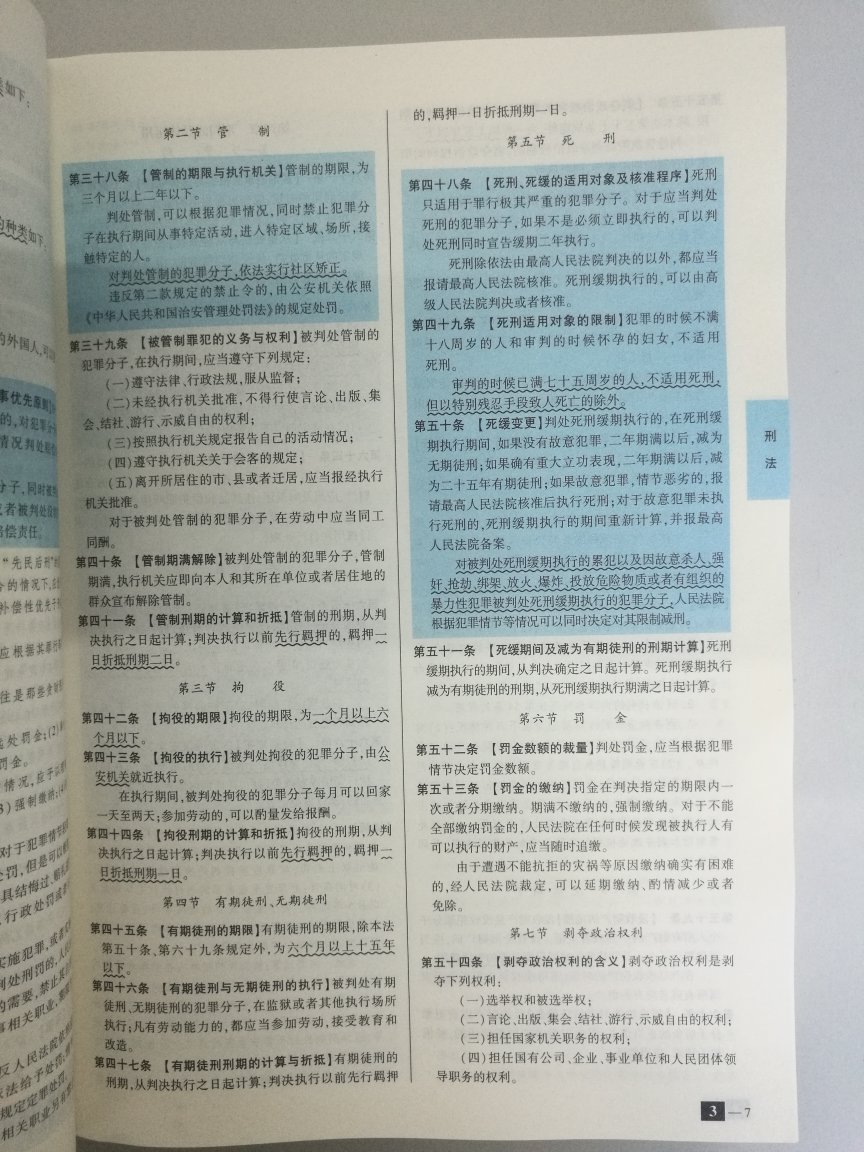 第二节 管 制
第三十八条 【管制的期限与执行机关】管制的期限,为
三个月以上二年以下。
判处管制,可以根据犯罪情况,同时禁止犯罪分
子在执行期间从事特定活动,进入特定区域、场所,接
触特定的人。
对判处管制的犯罪分子,依法实行社区矫正。
违反第二款规定的禁止令的,由公安机关依照
《中华人民共和国治安管理处罚法》的规定处罚。
第三十九条 【被管制罪犯的义务与权利】被判处管制的
犯罪分子,在执行期间,应当遵守下列规定:
(一)遵守法律、行政法规,服从监督;
(二)未经执行机关批准,不得行使言论、出版、集
会、结社、游行、示威自由的权利;
(三)按照执行机关规定报告自己的活动情况;
(四)遵守执行机关关于会客的规定;
(五)离开所居住的市、县或者迁居,应当报经执行
机关批准。
对于被判处管制的犯罪分子,在劳动中应当同工
同酬。
第四十条 【管制期满解除】被判处管制的犯罪分子,管制
期满,执行机关应即向本人和其所在单位或者居住地的
群众宣布解除管制。
第四十一条 【管制刑期的计算和折抵】管制的刑期,从判
决执行之日起计算;判决执行以前先行羁押的,羁押一
日折抵刑期二日。
第三节 拘 役
第四十二条 【拘役的期限】拘役的期限,为一个月以上六
个月以下。
第四十三条 【拘役的执行】被判处拘役的犯罪分子,由公
安机关就近执行。
在执行期间,被判处拘役的犯罪分子每月可以回家
一天至两天;参加劳动的,可以酌量发给报酬。
第四十四条 【拘役刑期的计算和折抵】拘役的刑期,从判
决执行之日起计算;判决执行以前先行羁押的,羁押一
日折抵刑期一日。
第四节 有期徒刑、无期徒刑
第四十五条 【有期徒刑的期限】有期徒刑的期限,除本法
第五十条、第六十九条规定外,为六个月以上十五年
以下。
第四十六条 【有期徒刑与无期徒刑的执行】被判处有期
徒刑、无期徒刑的犯罪分子,在监狱或者其他执行场所
执行;凡有劳动能力的,都应当参加劳动,接受教育和
改造。
第四十七条 【有期徒刑刑期的计算与折抵】有期徒刑的
刑期,从判决执行之日起计算;判决执行以前先行羁押
的,羁押一日折抵刑期一日。
第五节 死 刑
第四十八条 【死刑、死缓的适用对象及核准程序】死刑
只适用于罪行极其严重的犯罪分子。对于应当判处
死刑的犯罪分子,如果不是必须立即执行的,可以判
处死刑同时宣告缓期二年执行。
死刑除依法由最高人民法院判决的以外,都应当
报请最高人民法院核准。死刑缓期执行的,可以由高
级人民法院判决或者核准。
第四十九条 【死刑适用对象的限制】犯罪的时候不满
十八周岁的人和审判的时候怀孕的妇女,不适用
死刑。
审判的时候已满七十五周岁的人,不适用死刑,
但以特别残忍手段致人死亡的除外。
第五十条 【死缓变更】判处死刑缓期执行的,在死刑缓
期执行期间,如果没有故意犯罪,二年期满以后,减为
无期徒刑;如果确有重大立功表现,二年期满以后,减
为二十五年有期徒刑;如果故意犯罪,情节恶劣的,报
请最高人民法院核准后执行死刑;对于故意犯罪未执
行死刑的,死刑缓期执行的期间重新计算,并报最高
人民法院备案。
对被判处死刑缓期执行的累犯以及因故意杀人、强
奸、抢劫、绑架、放火、爆炸、投放危险物质或者有组织的
暴力性犯罪被判处死刑缓期执行的犯罪分子,人民法院
根据犯罪情节等情况可以同时决定对其限制减刑。
第五十一条 【死缓期间及减为有期徒刑的刑期计算】死刑
缓期执行的期间,从判决确定之日起计算。死刑缓期执行
减为有期徒刑的刑期,从死刑缓期执行期满之日起计算。
第六节 罚 金
第五十二条 【罚金数额的裁量】判处罚金,应当根据犯罪
情节决定罚金数额。
第五十三条 【罚金的缴纳】罚金在判决指定的期限内一
次或者分期缴纳。期满不缴纳的,强制缴纳。对于不能
全部缴纳罚金的,人民法院在任何时候发现被执行人有
可以执行的财产,应当随时追缴。
由于遭遇不能抗拒的灾祸等原因缴纳确实有困难
的,经人民法院裁定,可以延期缴纳、酌情减少或者
免除。
第七节 剥夺政治权利
第五十四条 【剥夺政治权利的含义】剥夺政治权利是剥
夺下列权利:
(一)选举权和被选举权;
(二)言论、出版、集会、结社、游行、示威自由的权利;
(三)担任国家机关职务的权利;
(四)担任国有公司、企业、事业单位和人民团体领
导职务的权利。
刑
法
3—7